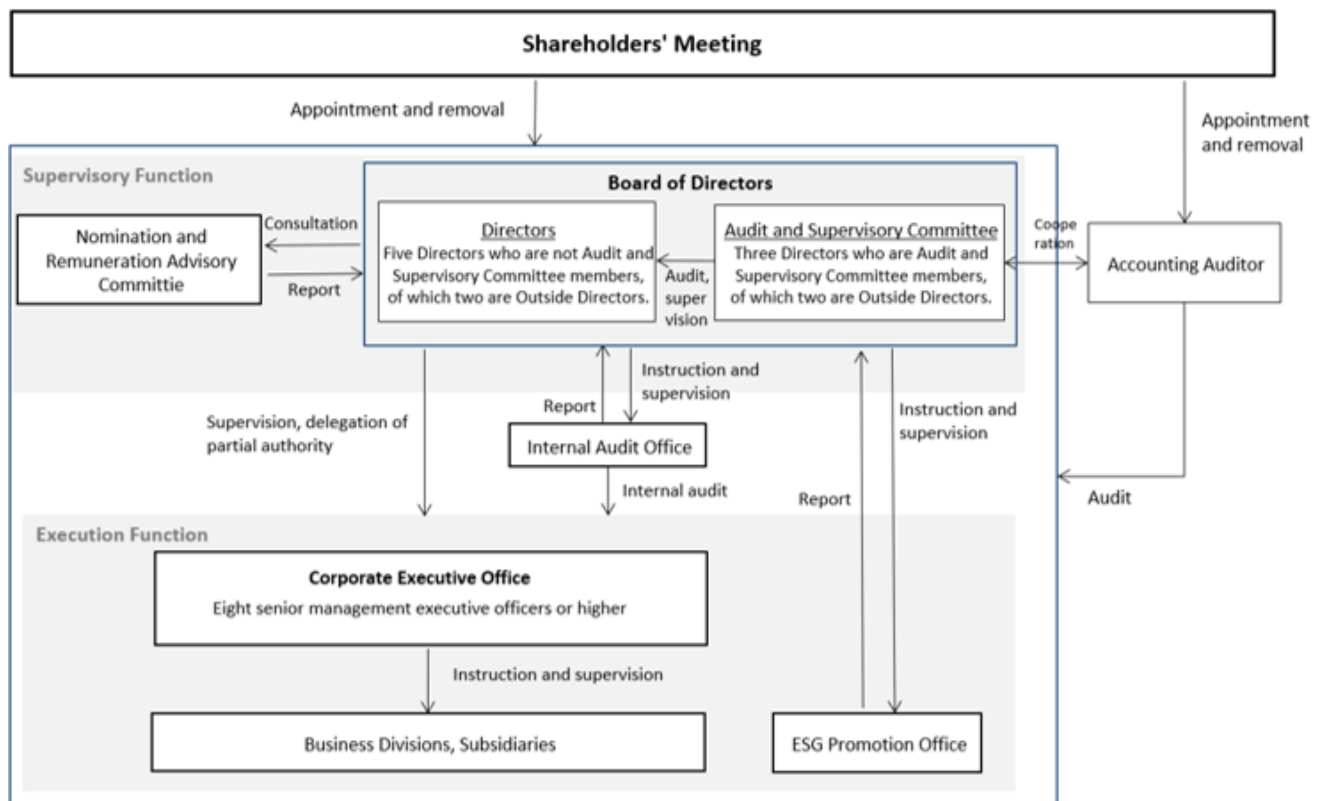 Shareholders' Meeting
Appointment and removal
Appointment
and removal
Supervisory Function
Board of Directors
Nomination and
Remuneration Advisory
Committie
Consultation
Report
Directors
Five Directors who are not Audit and
Supervisory Committee members,
of which two are Outside Directors.
Audit,
super
vision
Audit and Supervisory Committee
Three Directors who are Audit and
Supervisory Committee members,
of which two are Outside Directors.
Coope
ration
Accounting Auditor
Supervision, delegation of
partial authority
Report
Instruction and
supervision
Internal Audit Office
Internal audit
Report
Instruction and
supervision
Audit
Execution Function
Corporate Executive Office
Eight senior management executive officers or higher
Instruction and supervision
Business Divisions, Subsidiaries
ESG Promotion Office